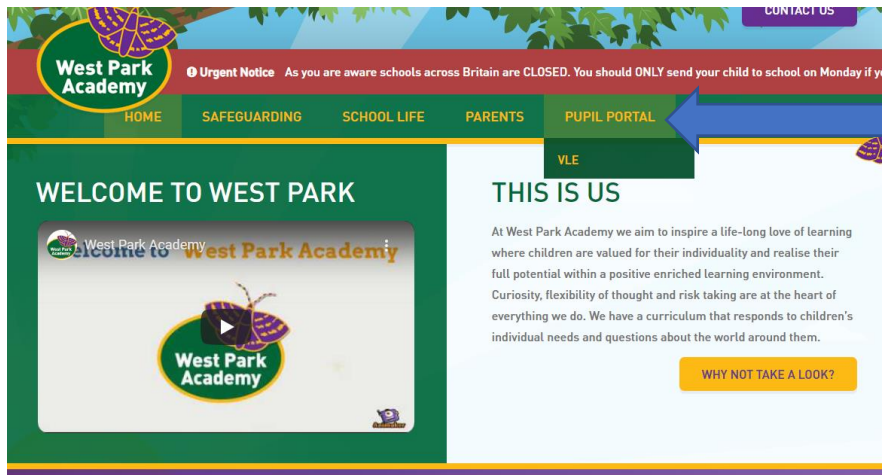 CONTACT US
West Park
Academy
Urgent Notice As you are aware schools across Britain are CLOSED. You should ONLY send your child to school on Monday if
HOME SAFEGUARDING SCHOOL LIFE PARENTS PUPIL PORTAL
VLE
WELCOME TO WEST PARK
West Park Academy
Welcome to West Park Academy
West Park
Academy
THIS IS US
At West Park Academy we aim to inspire a life-long love of learning
where children are valued for their individuality and realise their
full potential within a positive enriched learning environment.
Curiosity, flexibility of thought and risk taking are at the heart of
everything we do. We have a curriculum that responds to children's
individual needs and questions about the world around them.
WHY NOT TAKE A LOOK?